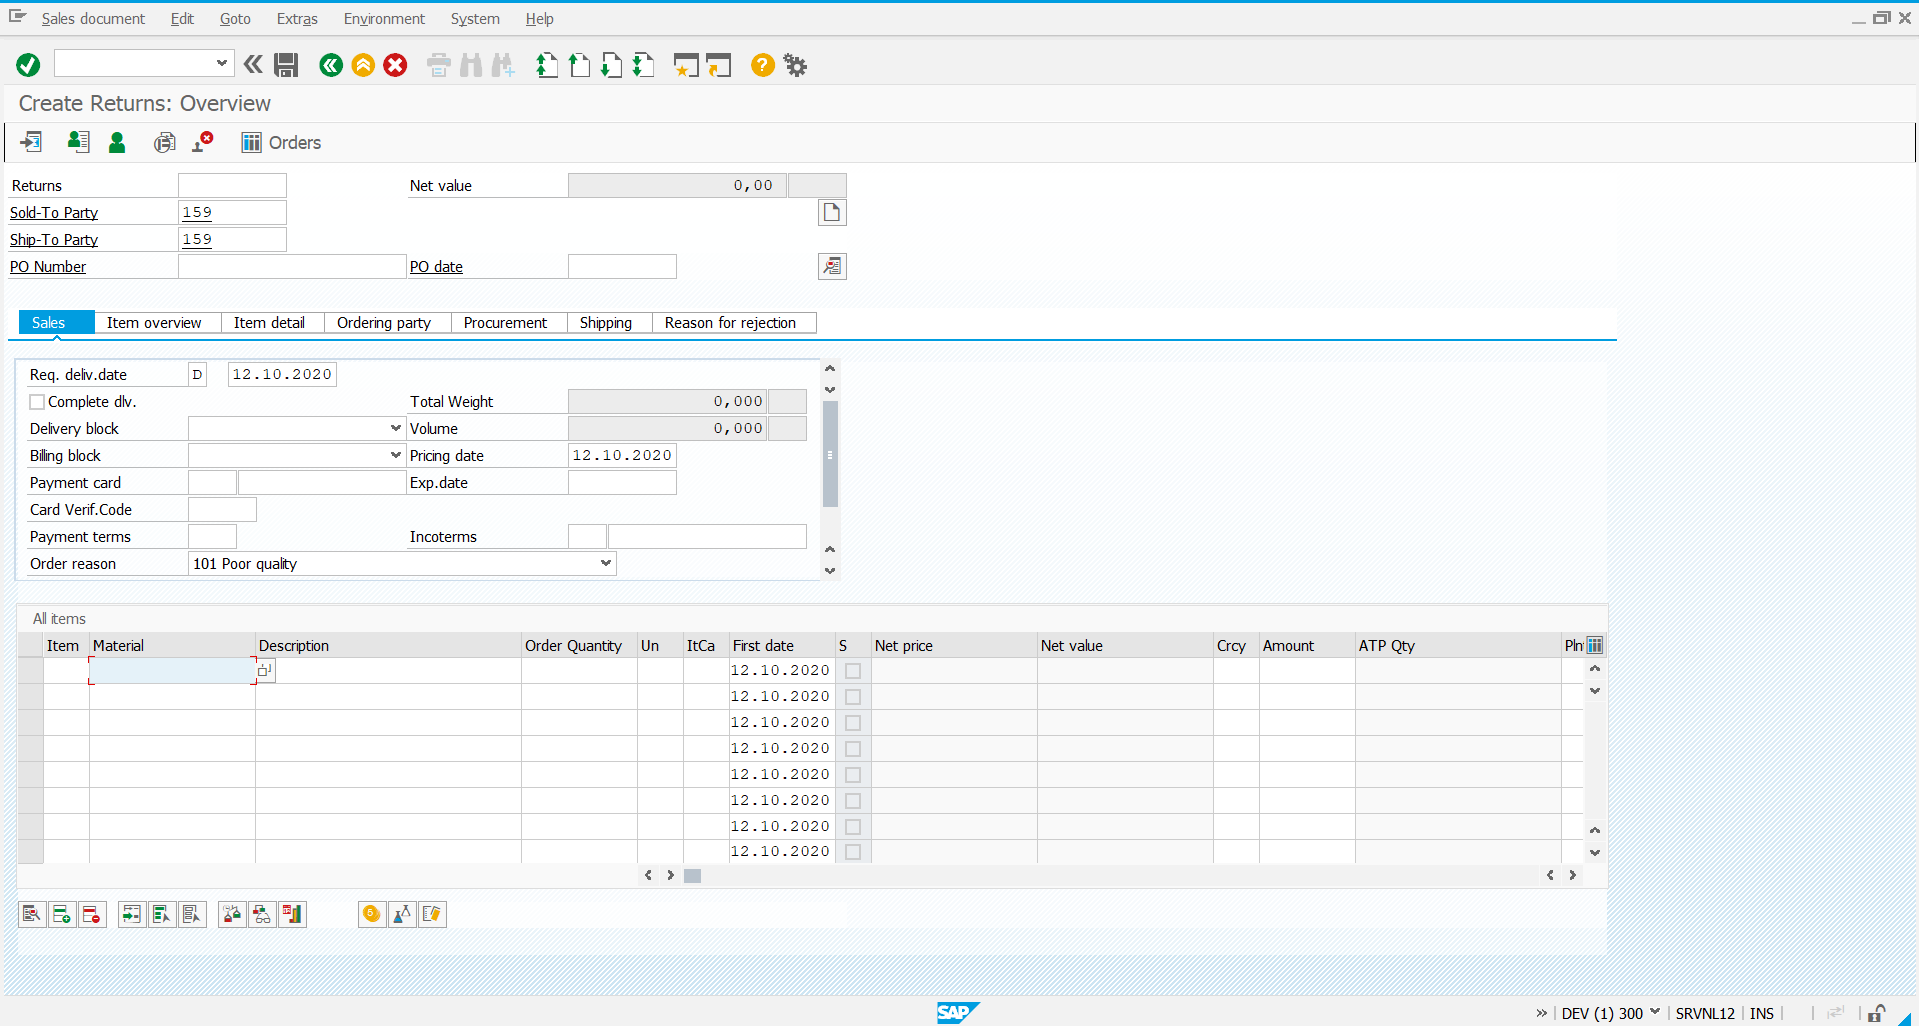 Sales document Edit Goto Extras Environment System Help
Create Returns: Overview
Orders
Returns Net value 0,00
Sold-To Party 159
Ship-To Party 159
PO Number PO date
Sales Item overview Item detail Ordering party Procurement Shipping Reason for rejection
Req. deliv.date D 12.10.2020
Complete dlv. Total Weight 0,000
Delivery block Volume 0,000
Billing block Pricing date 12.10.2020
Payment card Exp.date
Card Verif.Code
Payment terms Incoterms
Order reason 101 Poor quality
All items
Item Material Description Order Quantity Un ItCa First date S Net price Net value Crcy Amount ATP Qty Pln
12.10.2020
12.10.2020
12.10.2020
12.10.2020
12.10.2020
12.10.2020
12.10.2020
12.10.2020
SAP » DEV (1) 300 SRVNL12 INS